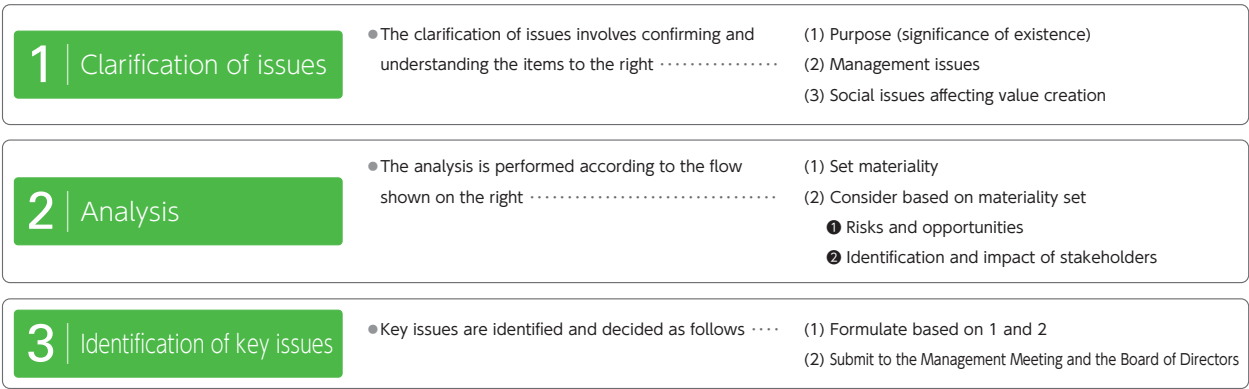 1 Clarification of issues
●The clarification of issues involves confirming and
understanding the items to the right ················
(1) Purpose (significance of existence)
(2) Management issues
(3) Social issues affecting value creation
2 Analysis
●The analysis is performed according to the flow
shown on the right ·································
(1) Set materiality
(2) Consider based on materiality set
❶ Risks and opportunities
❷ Identification and impact of stakeholders
3 Identification of key issues
●Key issues are identified and decided as follows ····
(1) Formulate based on 1 and 2
(2) Submit to the Management Meeting and the Board of Directors